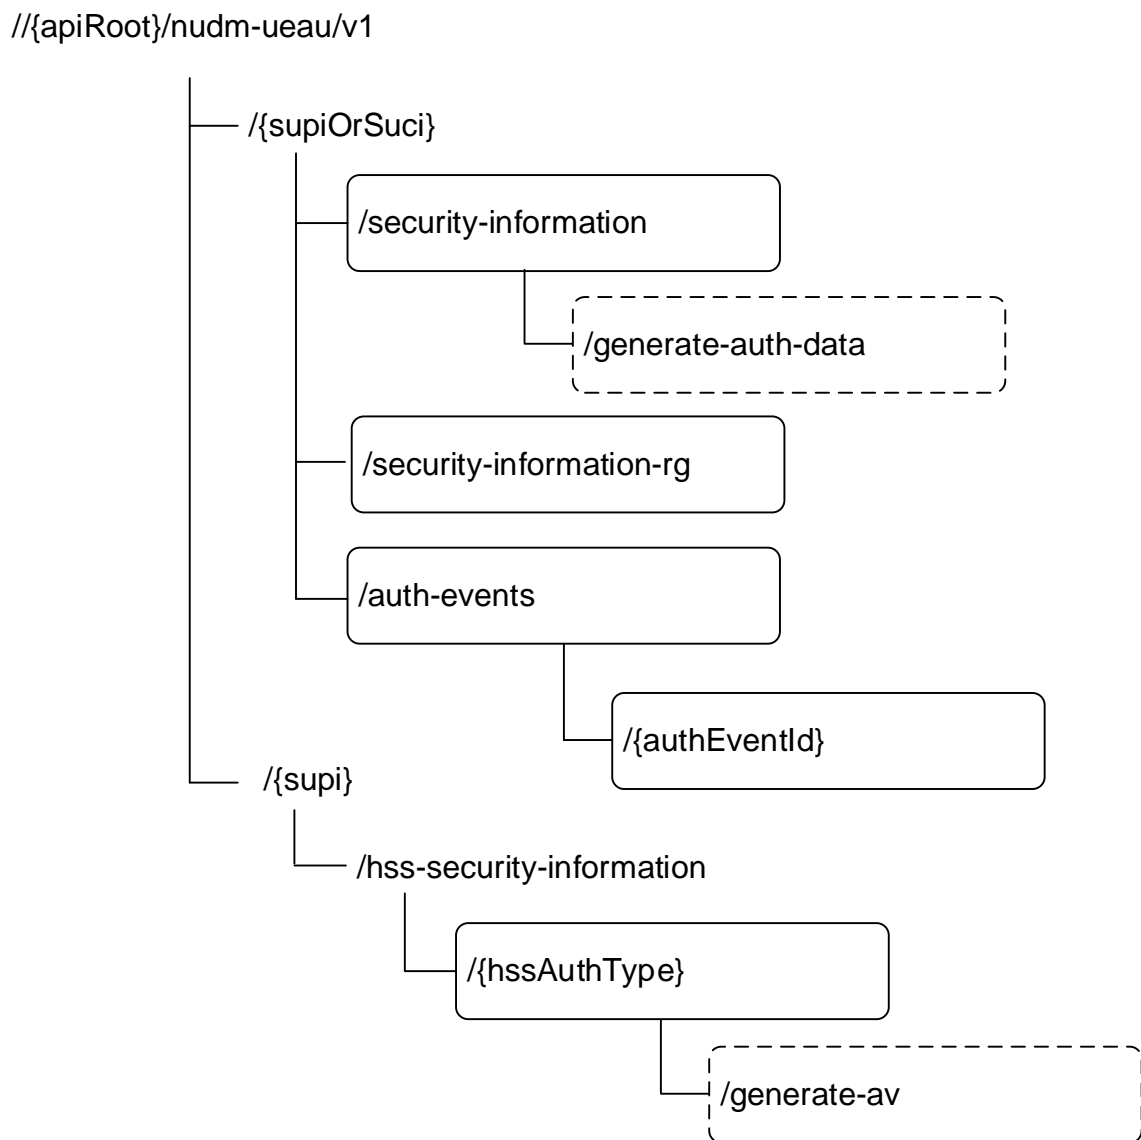 //{apiRoot}/nudm-ueau/v1
/{supiOrSuci}
/security-information
/generate-auth-data
/security-information-rg
/auth-events
/{authEventId}
/{supi}
/hss-security-information
/{hssAuthType}
/generate-av